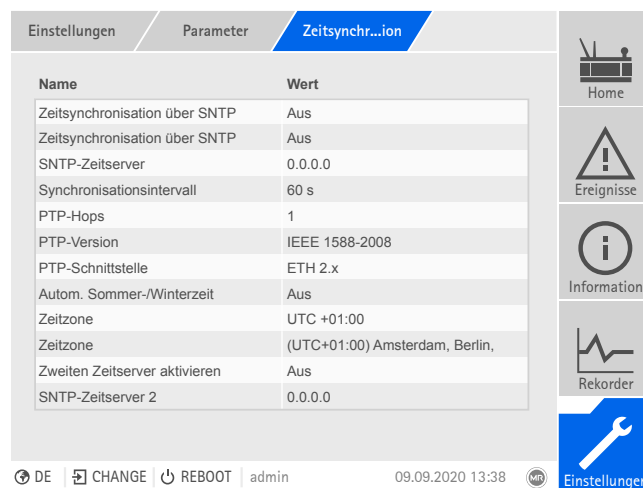 Einstellungen
Parameter
Zeitsynchr...ion
Name Wert
Zeitsynchronisation über SNTP Aus
Zeitsynchronisation über SNTP Aus
SNTP-Zeitserver 0.0.0.0
Synchronisationsintervall 60 s
PTP-Hops 1
PTP-Version IEEE 1588-2008
PTP-Schnittstelle ETH 2.x
Autom. Sommer-/Winterzeit Aus
Zeitzone UTC +01:00
Zeitzone (UTC+01:00) Amsterdam, Berlin,
Zweiten Zeitserver aktivieren Aus
SNTP-Zeitserver 2 0.0.0.0
Home
Ereignisse
Information
Rekorder
Einstellungen
DE CHANGE REBOOT admin 09.09.2020 13:38 MR